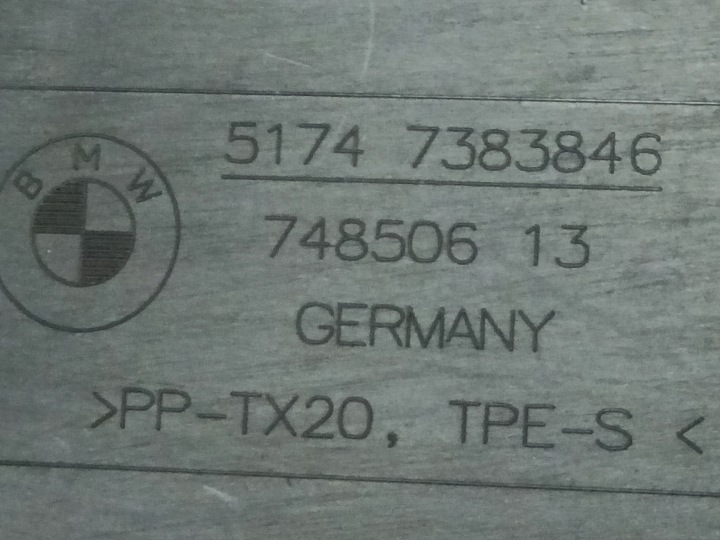 BMW
5174 7383846
748506 13
GERMANY
>PP-TX20, TPE-S <